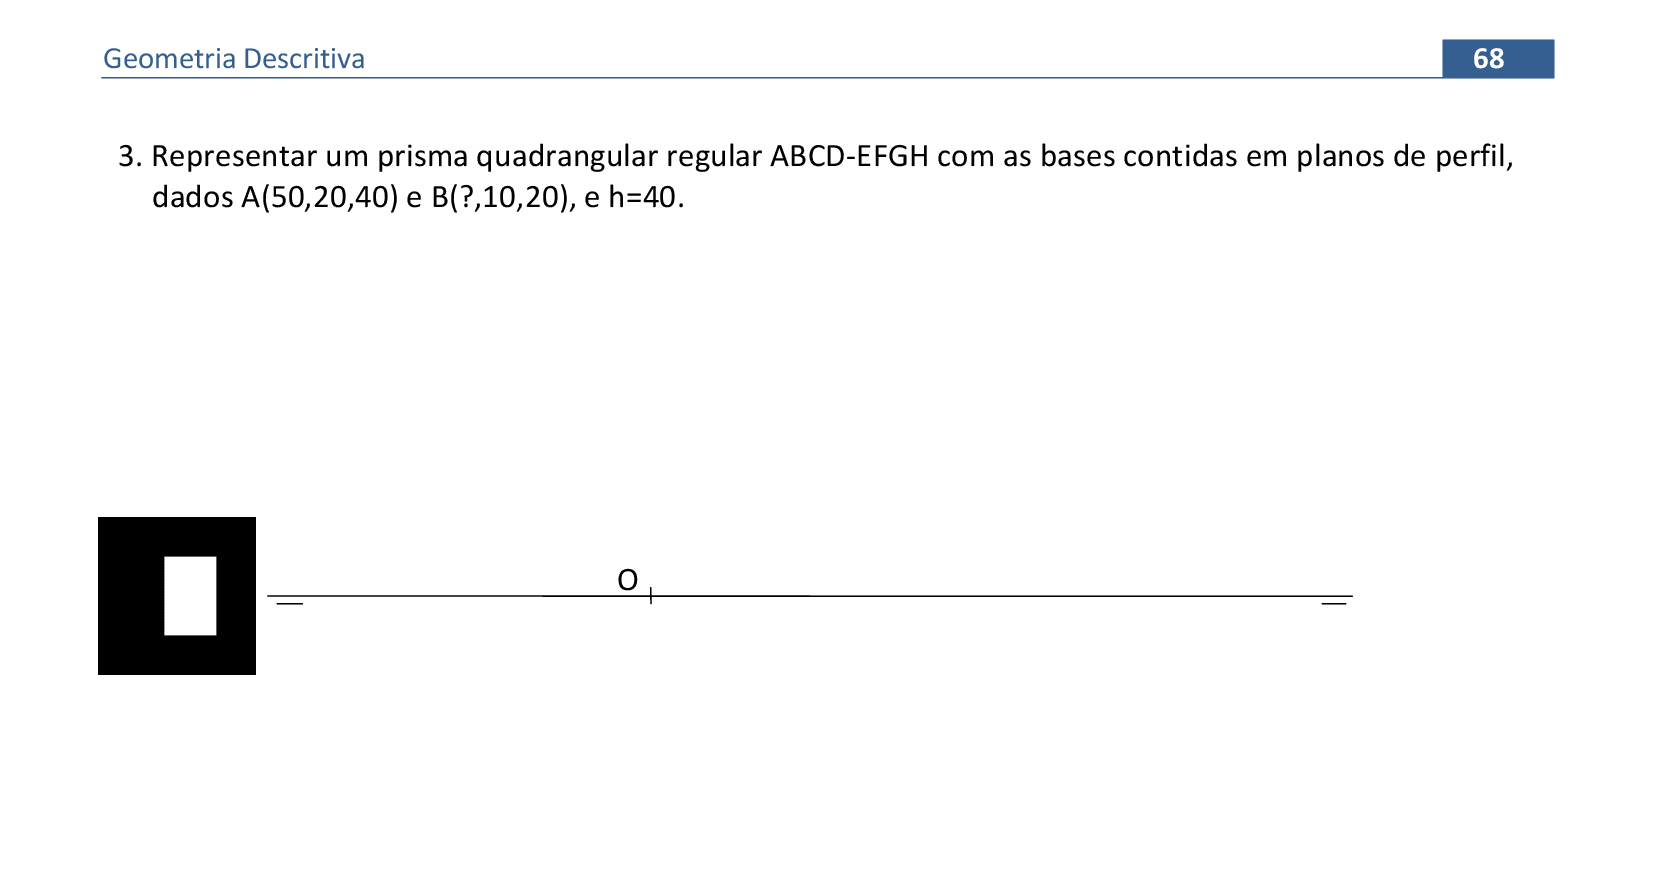 Geometria Descritiva 68
3. Representar um prisma quadrangular regular ABCD-EFGH com as bases contidas em planos de perfil,
dados A(50,20,40) e B(?,10,20), e h=40.
O